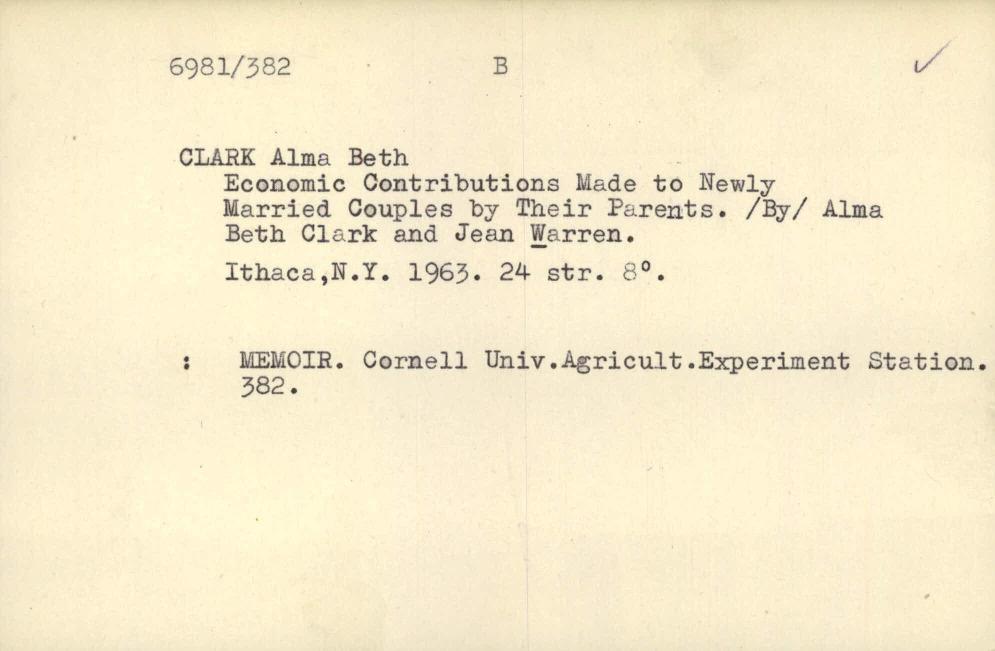 6981/382 B
CLARK Alma Beth
Economic Contributions Made to Newly
Married Couples by Their Parents. /By/ Alma
Beth Clark and Jean Warren.
Ithaca,N.Y. 1963. 24 str. 8°.
: MEMOIR. Cornell Univ.Agricult.Experiment Station.
382.